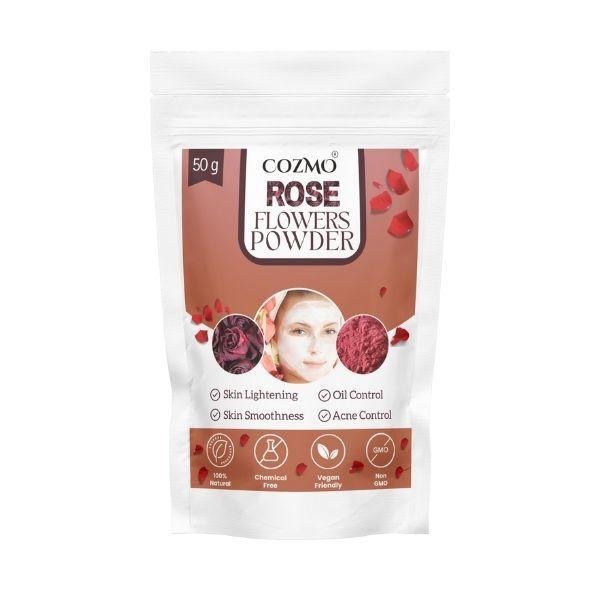 50 g
COZMO®
ROSE
FLOWERS
POWDER
Skin Lightening
Oil Control
Skin Smoothness
Acne Control
100%
Natural
Chemical
Free
Vegan
Friendly
GMO
Non
GMO